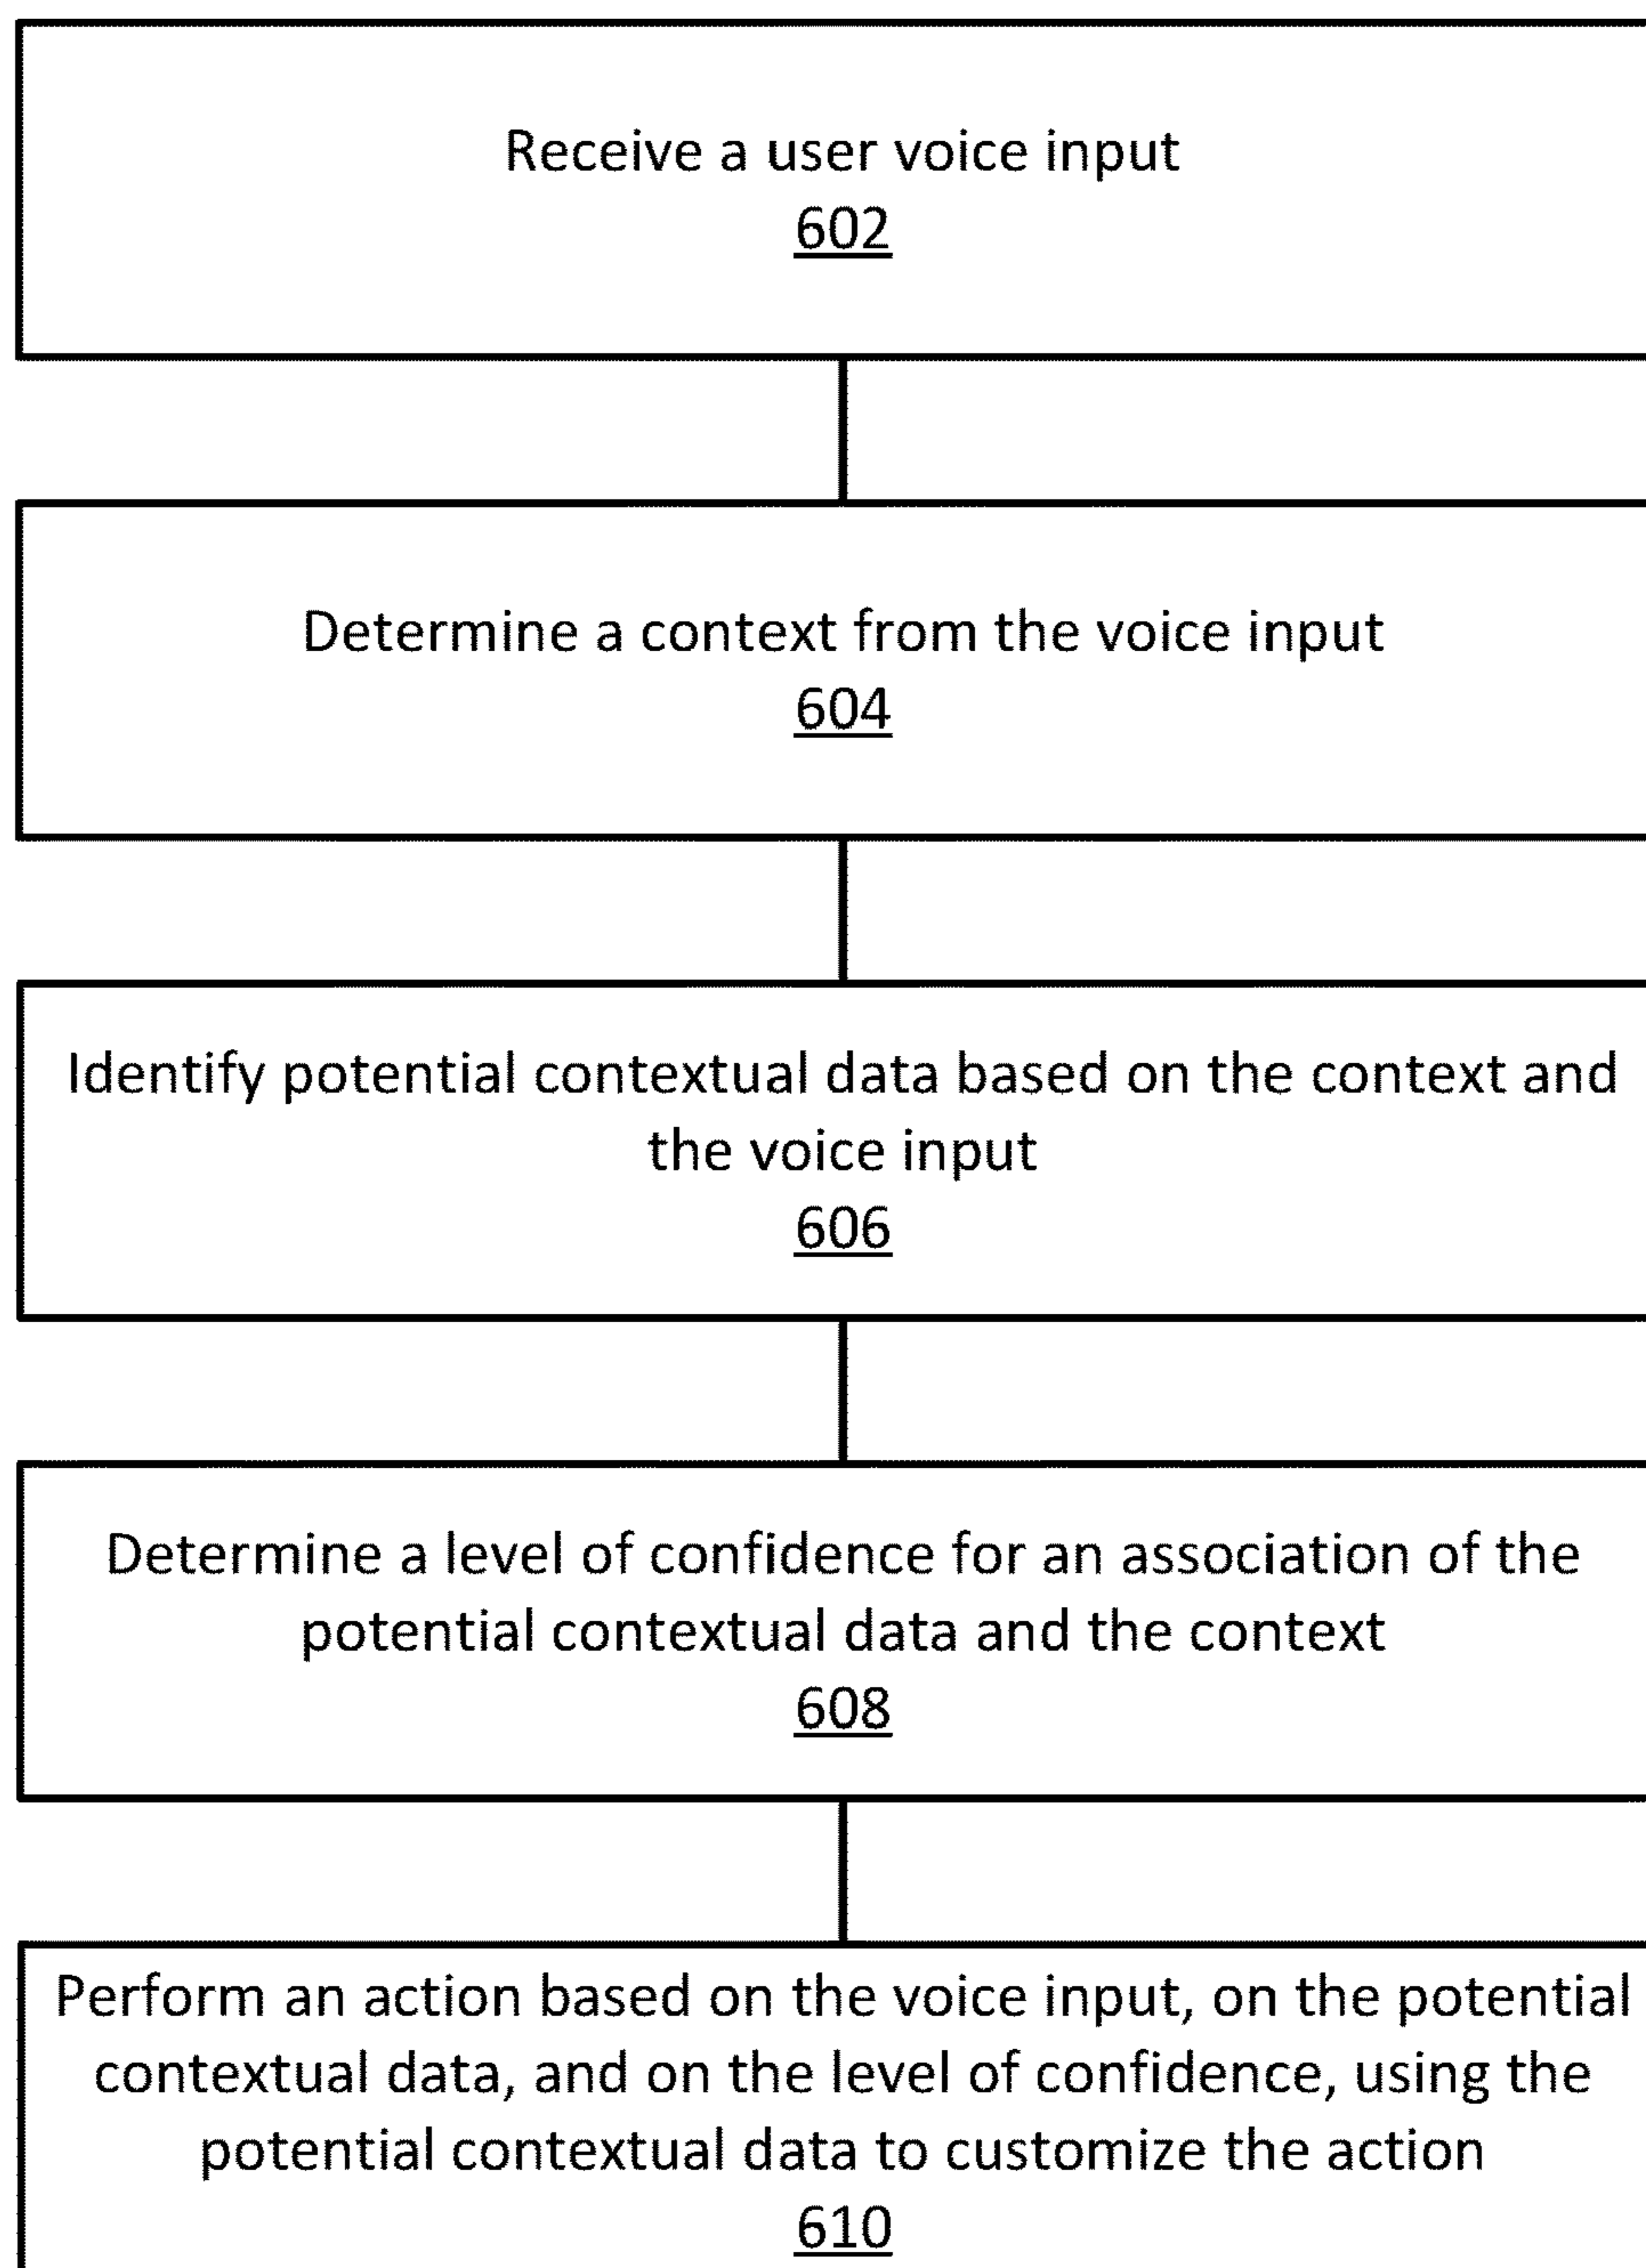 Receive a user voice input
602
Determine a context from the voice input
604
Identify potential contextual data based on the context and
the voice input
606
Determine a level of confidence for an association of the
potential contextual data and the context
608
Perform an action based on the voice input, on the potential
contextual data, and on the level of confidence, using the
potential contextual data to customize the action
610